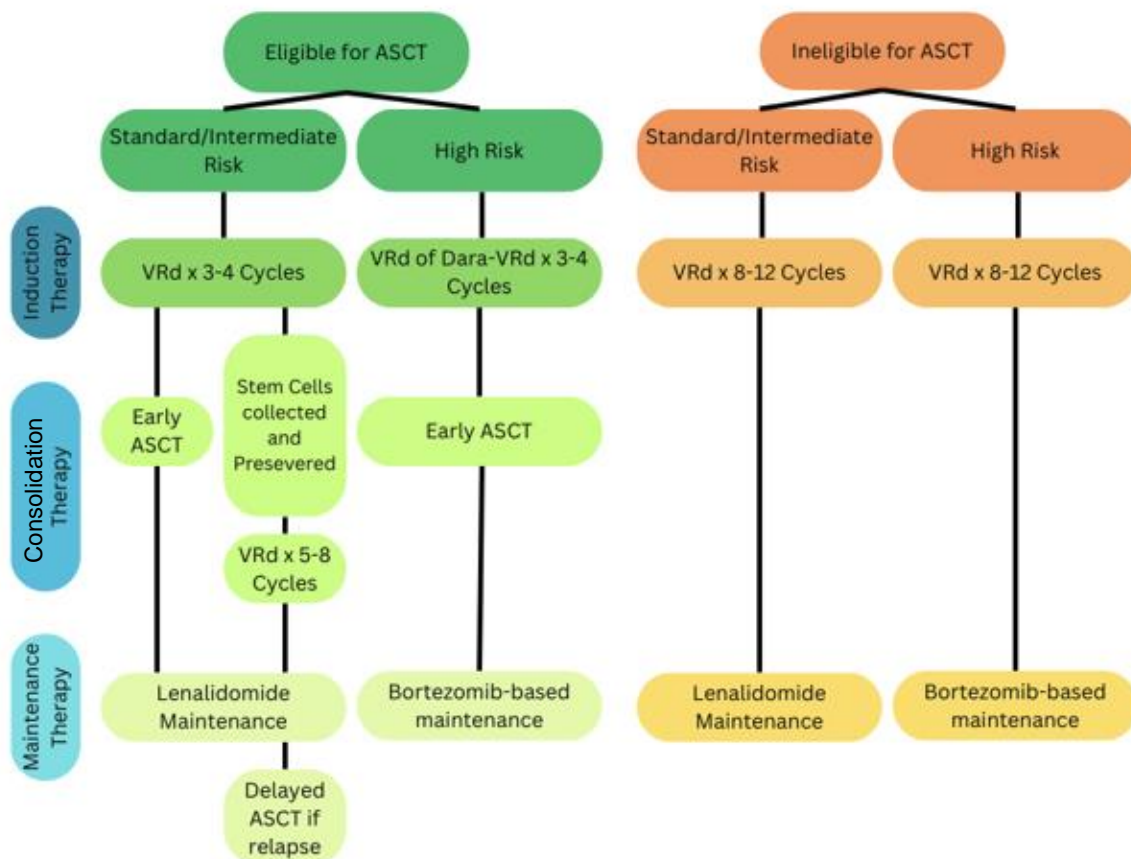 Eligible for ASCT
Ineligible for ASCT
Standard/Intermediate
Risk
High Risk
Standard/Intermediate
Risk
High Risk
Induction
Therapy
VRd x 3-4 Cycles
VRd of Dara-VRd x 3-4
Cycles
VRd x 8-12 Cycles
VRd x 8-12 Cycles
Consolidation
Therapy
Early
ASCT
Stem Cells
collected
and
Presevered
Early ASCT
VRd x 5-8
Cycles
Maintenance
Therapy
Lenalidomide
Maintenance
Bortezomib-based
maintenance
Lenalidomide
Maintenance
Bortezomib-based
maintenance
Delayed
ASCT if
relapse